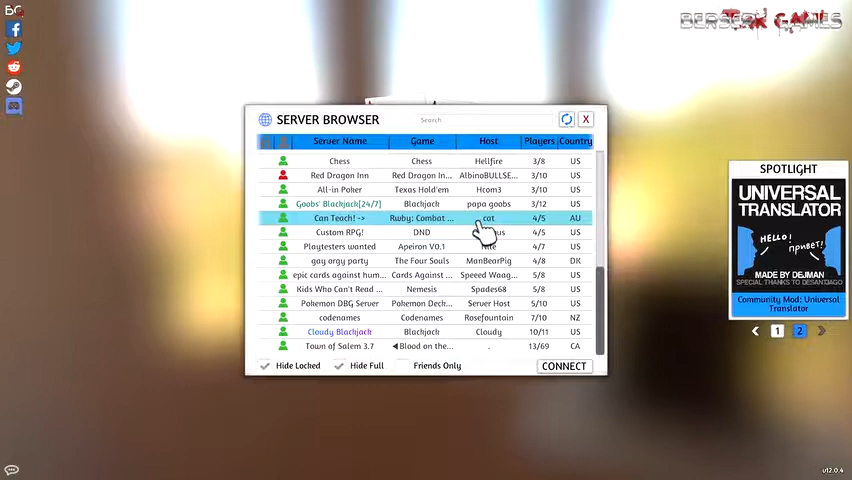 BG
BERSERK GAMES
SERVER BROWSER
Search
X
Server Name Game Host Players Country
Chess Chess Hellfire 3/8 US
Red Dragon Inn Red Dragon In... AlbinoBULLSE... 3/10 US
All-in Poker Texas Hold'em Hcom3 3/10 US
Goobs' Blackjack[24/7] Blackjack papa goobs 3/12 US
Can Teach! -> Rwby: Combat ... cat 4/5 AU
Custom RPG! DND 4/5 US
Playtesters wanted Apeiron V0.1 4/7 US
gay orgy party The Four Souls ManBearPig 4/8 DK
epic cards against hum... Cards Against ... Speeed Waag... 5/8 US
Kids Who Can't Read ... Nemesis Spades68 5/8 US
Pokemon DBG Server Pokemon Deck... Server Host 5/10 US
codenames Codenames Rosefountain 7/10 NZ
Cloudy Blackjack Blackjack Cloudy 10/11 US
Town of Salem 3.7 ◀Blood on the... . 13/69 CA
Hide Locked Hide Full Friends Only CONNECT
SPOTLIGHT
UNIVERSAL
TRANSLATOR
HELLO!
привет!
MADE BY DEJMAN
SPECIAL THANKS TO DESANTIAGO
Community Mod: Universal
Translator
< 1 2 >
v12.0.4